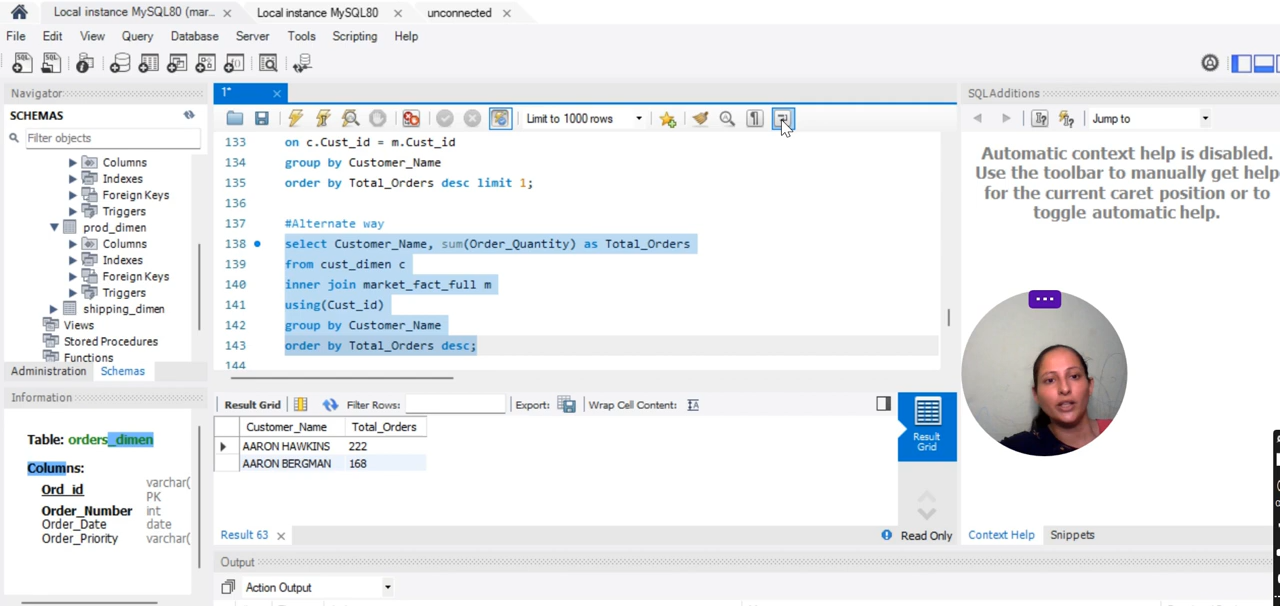 Local instance MySQL80 (mar...
Local instance MySQL80
unconnected
File Edit View Query Database Server Tools Scripting Help
Navigator
SCHEMAS
Filter objects
Columns
Indexes
Foreign Keys
Triggers
prod_dimen
Columns
Indexes
Foreign Keys
Triggers
shipping_dimen
Views
Stored Procedures
Functions
Administration Schemas
Information
Table: orders_dimen
Columns:
Ord_id varchar(
PK
Order_Number int
Order_Date date
Order_Priority varchar(
1*
Limit to 1000 rows
133 on c.Cust_id = m.Cust_id
134 group by Customer_Name
135 order by Total_Orders desc limit 1;
136
137 #Alternate way
138 select Customer_Name, sum(Order_Quantity) as Total_Orders
139 from cust_dimen c
140 inner join market_fact_full m
141 using(Cust_id)
142 group by Customer_Name
143 order by Total_Orders desc;
144
Result Grid Filter Rows: Export: Wrap Cell Content:
Customer_Name Total_Orders
AARON HAWKINS 222
AARON BERGMAN 168
Result
Grid
Result 63
Read Only
Output
Action Output
SQLAdditions
Jump to
Automatic context help is disabled.
Use the toolbar to manually get help
for the current caret position or to
toggle automatic help.
Context Help Snippets